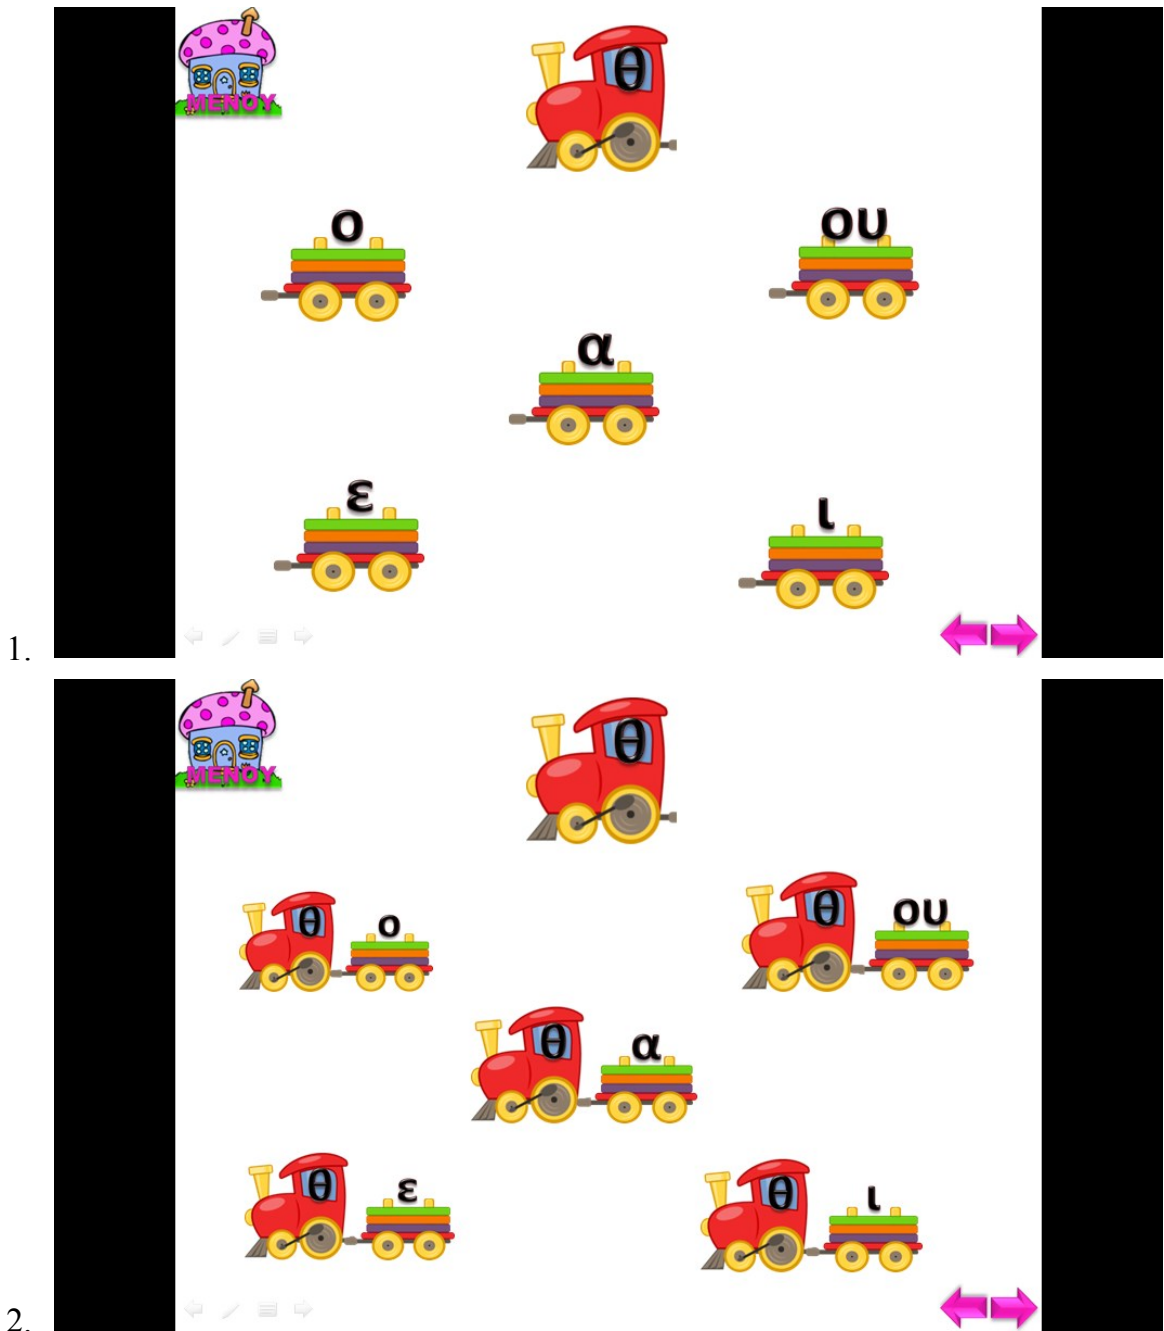 θ
ΜΕΝΟΥ
ο
ου
α
ε
ι
1.
θ
ΜΕΝΟΥ
θ ο
θ ου
θ α
θ ε
θ ι
2.